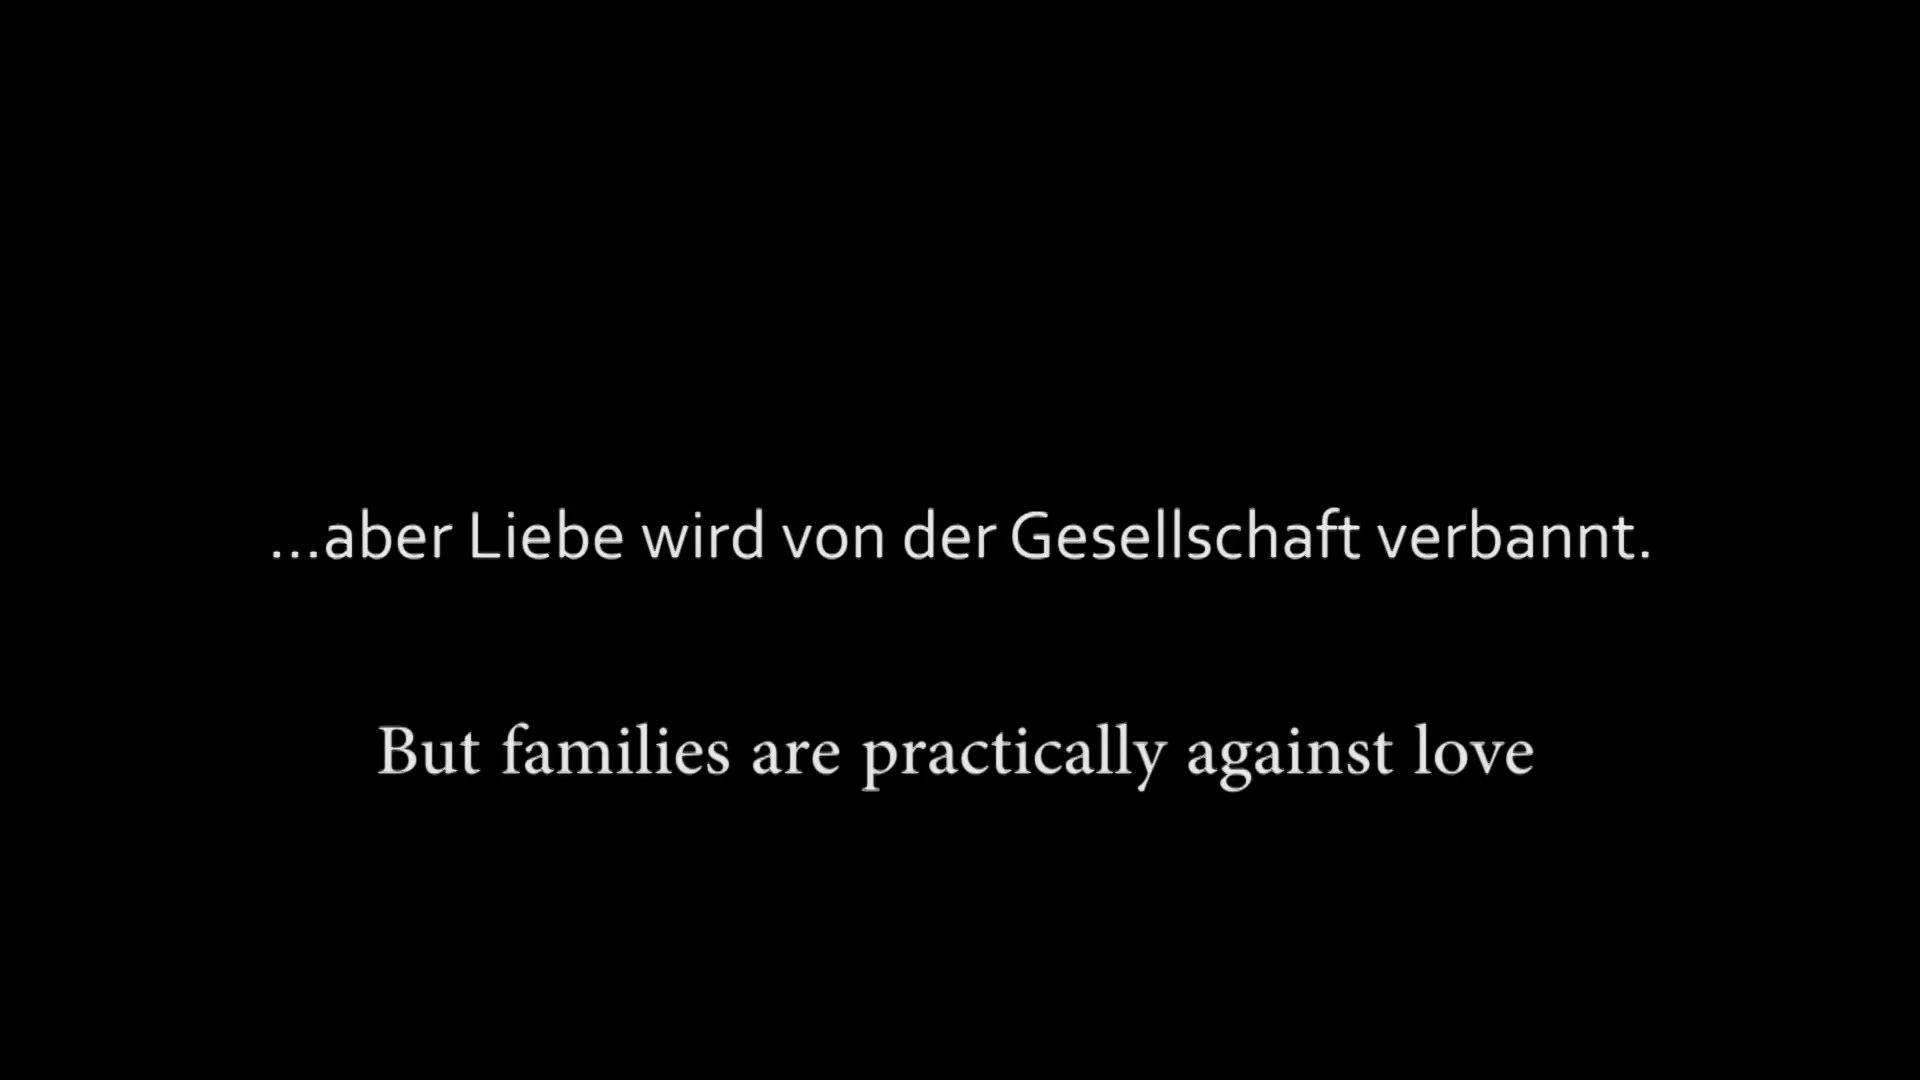 ...aber Liebe wird von der Gesellschaft verbannt.
But families are practically against love